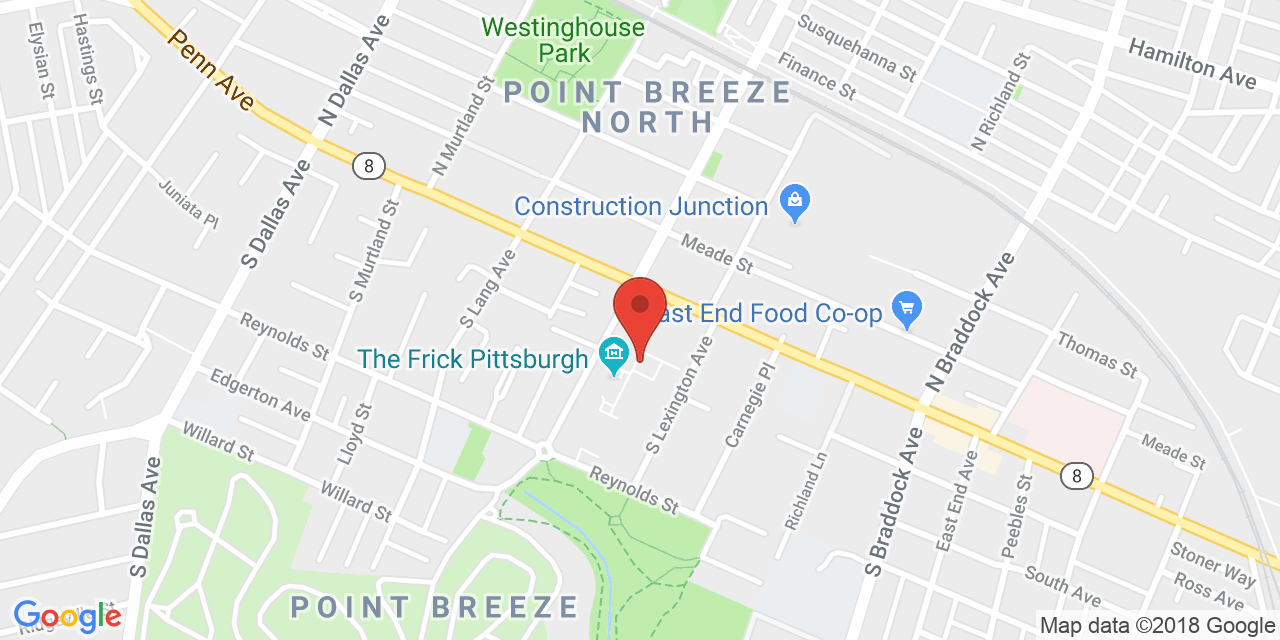 Westinghouse
Park
Hamilton Ave
Susquehanna St
Finance St
Elysian St
Hastings St
Penn Ave
N Dallas Ave
POINT BREEZE
NORTH
N Richland St
N Murtland St
8
Juniata Pl
S Dallas Ave
S Murtland St
Construction Junction
Meade St
S Lang Ave
East End Food Co-op
N Braddock Ave
Reynolds St
The Frick Pittsburgh
Thomas St
Edgerton Ave
S Lexington Ave
Carnegie Pl
Willard St
Lloyd St
Meade St
8
Reynolds St
Willard St
Richland Ln
S Braddock Ave
East End Ave
Peebles St
S Dallas Ave
Stoner Way
South Ave
Ross Ave
POINT BREEZE
Google
Map data ©2018 Google